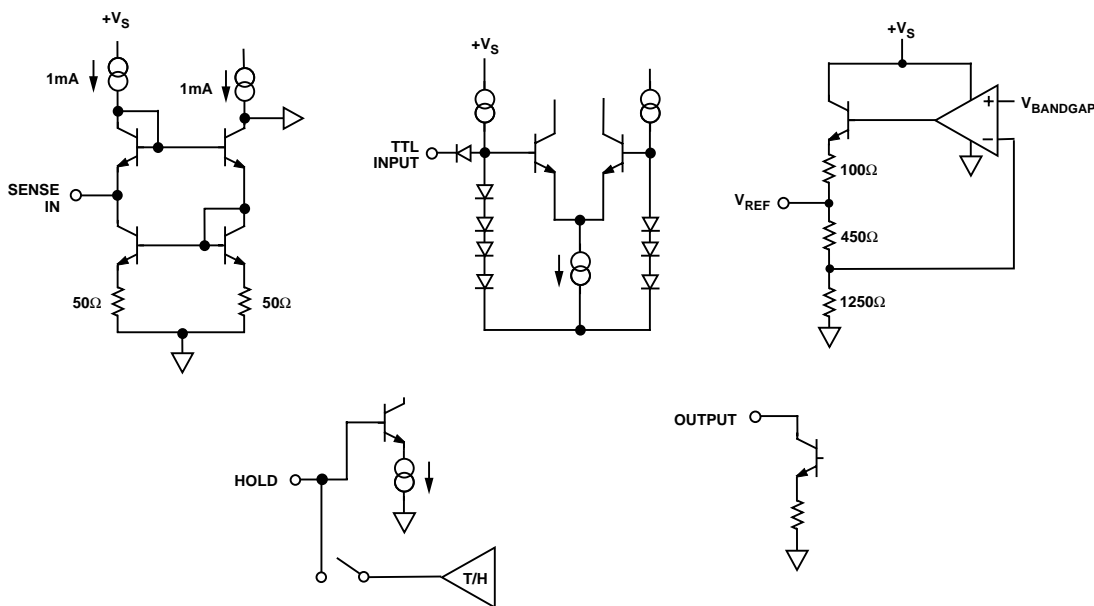 +VS
1mA
1mA
SENSE
IN
50Ω
50Ω
+VS
TTL
INPUT
+VS
+
VBANDGAP
−
100Ω
VREF
450Ω
1250Ω
HOLD
T/H
OUTPUT